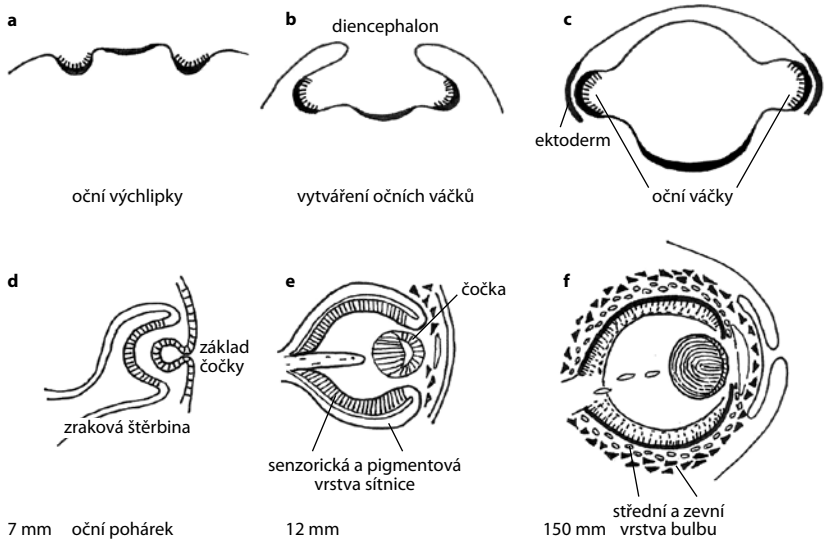 a
b
c
diencephalon
ektoderm
oční výchlipky
vytváření očních váčků
oční váčky
d
e
f
čočka
základ
čočky
zraková štěrbina
senzorická a pigmentová
vrstva sítnice
střední a zevní
vrstva bulbu
7 mm oční pohárek
12 mm
150 mm